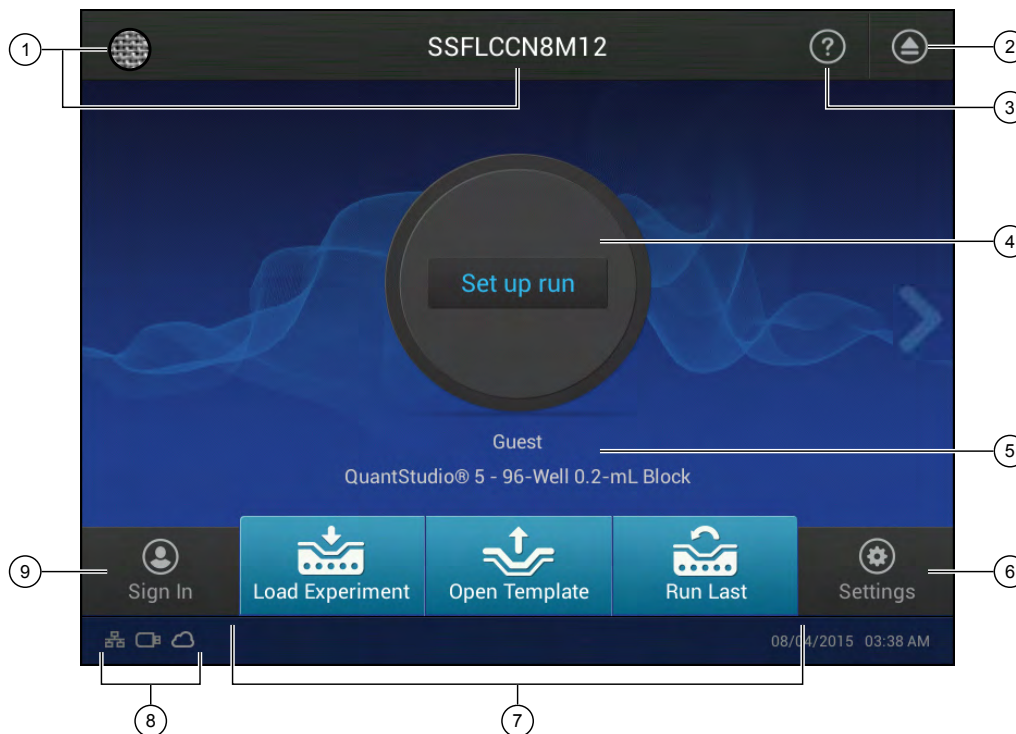 1
SSFLCCN8M12
?
2
3
4
Set up run
Guest
5
QuantStudio® 5 - 96-Well 0.2-mL Block
9
Sign In
Load Experiment
Open Template
Run Last
Settings
6
08/04/2015 03:38 AM
8
7